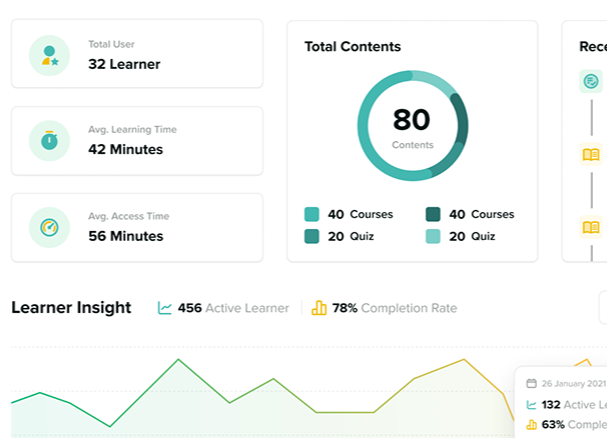 Total User
32 Learner
Avg. Learning Time
42 Minutes
Avg. Access Time
56 Minutes
Total Contents
80
Contents
40 Courses
40 Courses
20 Quiz
20 Quiz
Rece
Learner Insight
456 Active Learner
78% Completion Rate
26 January 2021
132 Active Le
63% Comple